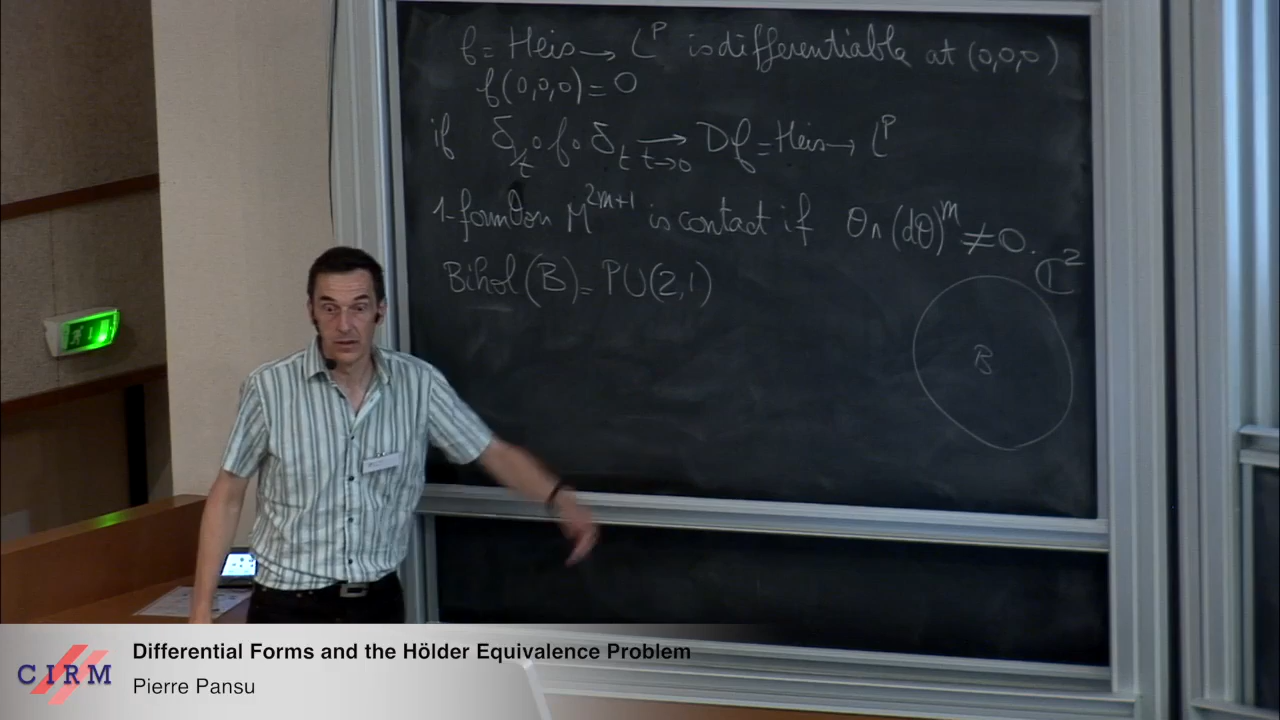 f = Heis → L^P is differentiable at (0,0,0)
f(0,0,0) = 0
if δ_{1/t} ∘ f ∘ δ_t →_{t→0} Df = Heis → L^P
1-form θ on M^{2m+1} is contact if θ ∧ (dθ)^m ≠ 0.
Bihol(B) = PU(2,1)
ℂ^2
B
CIRM
Differential Forms and the Hölder Equivalence Problem
Pierre Pansu